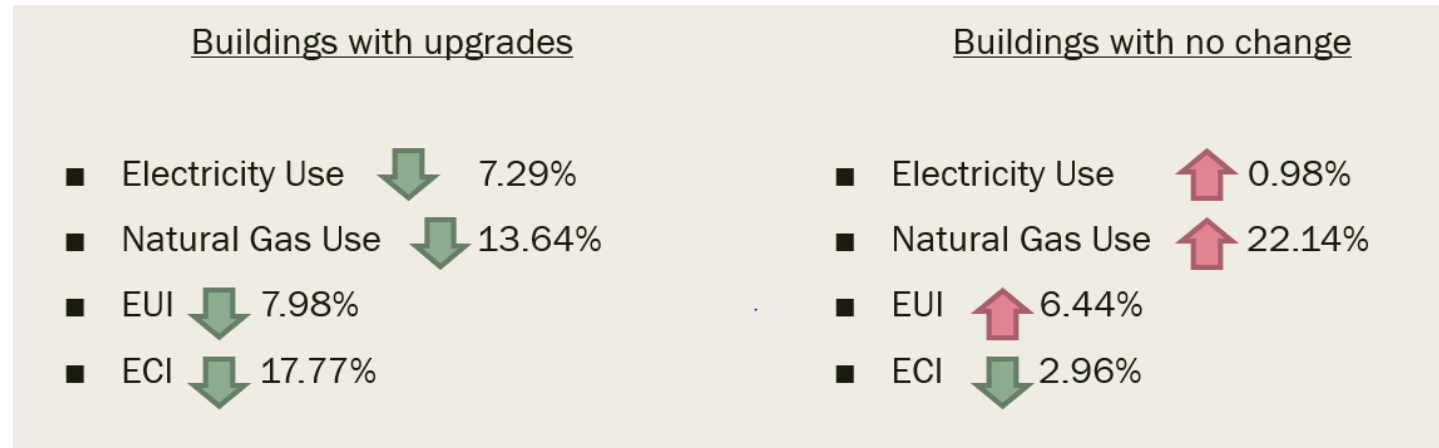 Buildings with upgrades
■ Electricity Use 7.29%
■ Natural Gas Use 13.64%
■ EUI 7.98%
■ ECI 17.77%
Buildings with no change
■ Electricity Use 0.98%
■ Natural Gas Use 22.14%
■ EUI 6.44%
■ ECI 2.96%